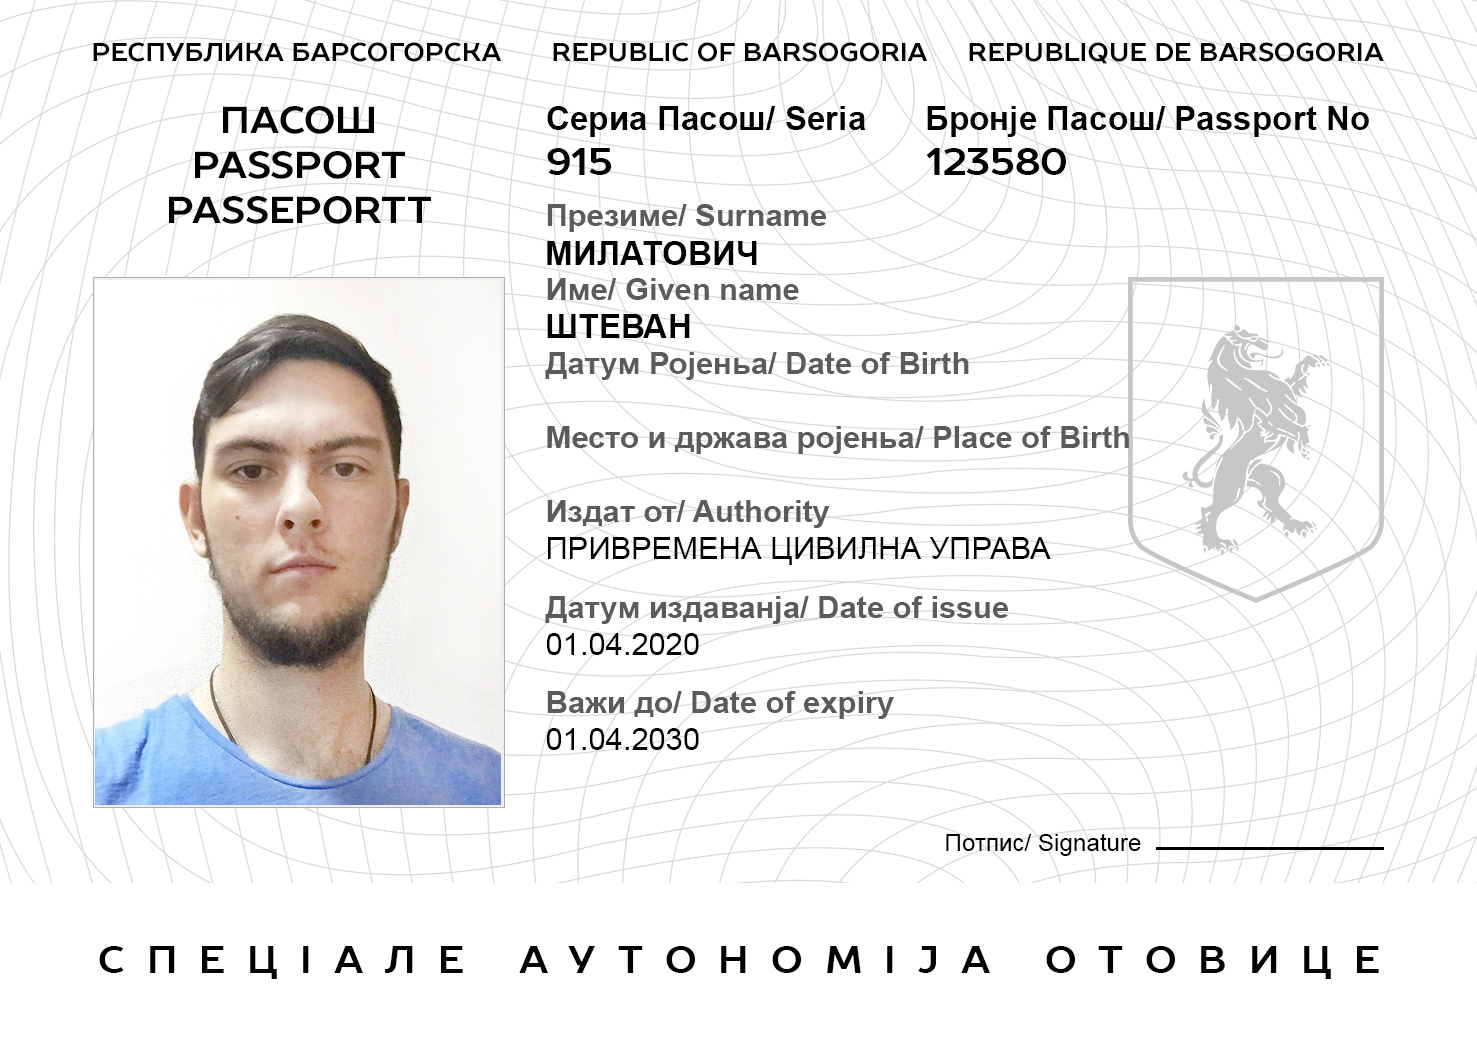 РЕСПУБЛИКА БАРСОГОРСКА REPUBLIC OF BARSOGORIA REPUBLIQUE DE BARSOGORIA
ПАСОШ
PASSPORT
PASSEPORTT
Сериа Пасош/ Seria
915
Бронје Пасош/ Passport No
123580
Презиме/ Surname
МИЛАТОВИЧ
Име/ Given name
ШТЕВАН
Датум Ројеньа/ Date of Birth
Место и држава ројеньа/ Place of Birth
Издат от/ Authority
ПРИВРЕМЕНА ЦИВИЛНА УПРАВА
Датум издаванја/ Date of issue
01.04.2020
Важи до/ Date of expiry
01.04.2030
Потпис/ Signature
СПЕЦІАЛЕ АУТОНОМІЈА ОТОВИЦЕ